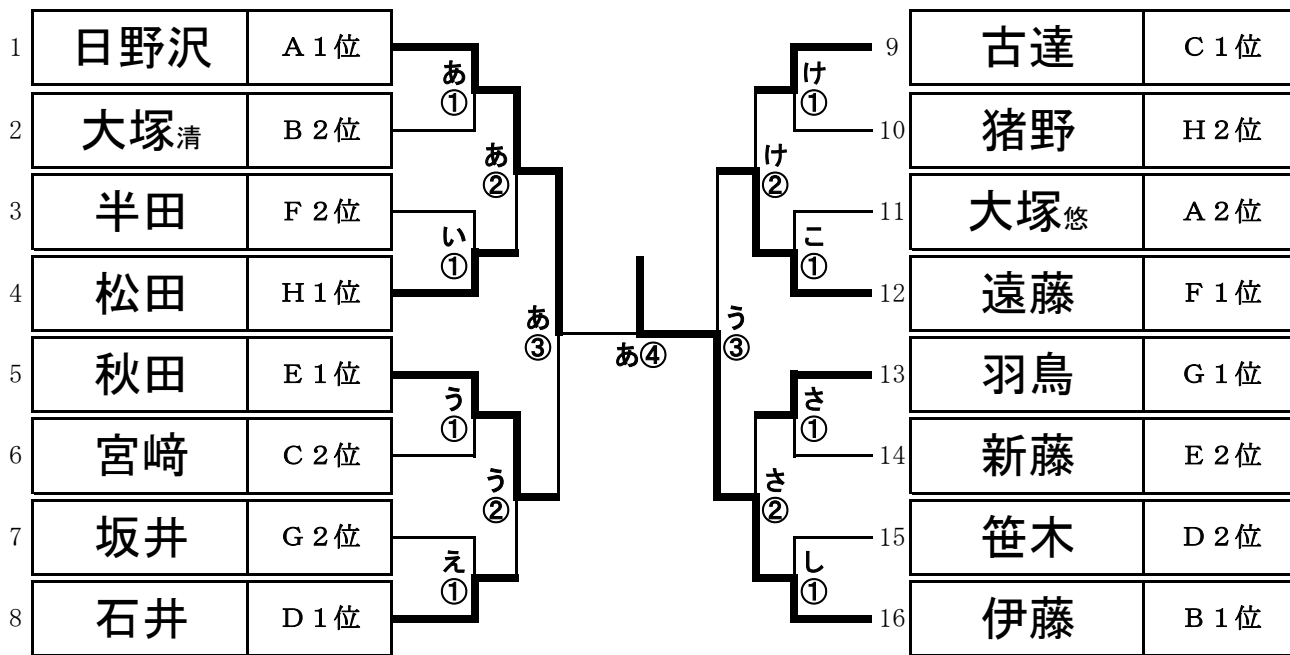 1 日野沢 A1位
2 大塚清 B2位
3 半田 F2位
4 松田 H1位
5 秋田 E1位
6 宮﨑 C2位
7 坂井 G2位
8 石井 D1位
あ①
い①
う①
え①
あ②
う②
あ③
あ④
う③
け②
さ②
け①
こ①
さ①
し①
9 古達 C1位
10 猪野 H2位
11 大塚悠 A2位
12 遠藤 F1位
13 羽鳥 G1位
14 新藤 E2位
15 笹木 D2位
16 伊藤 B1位